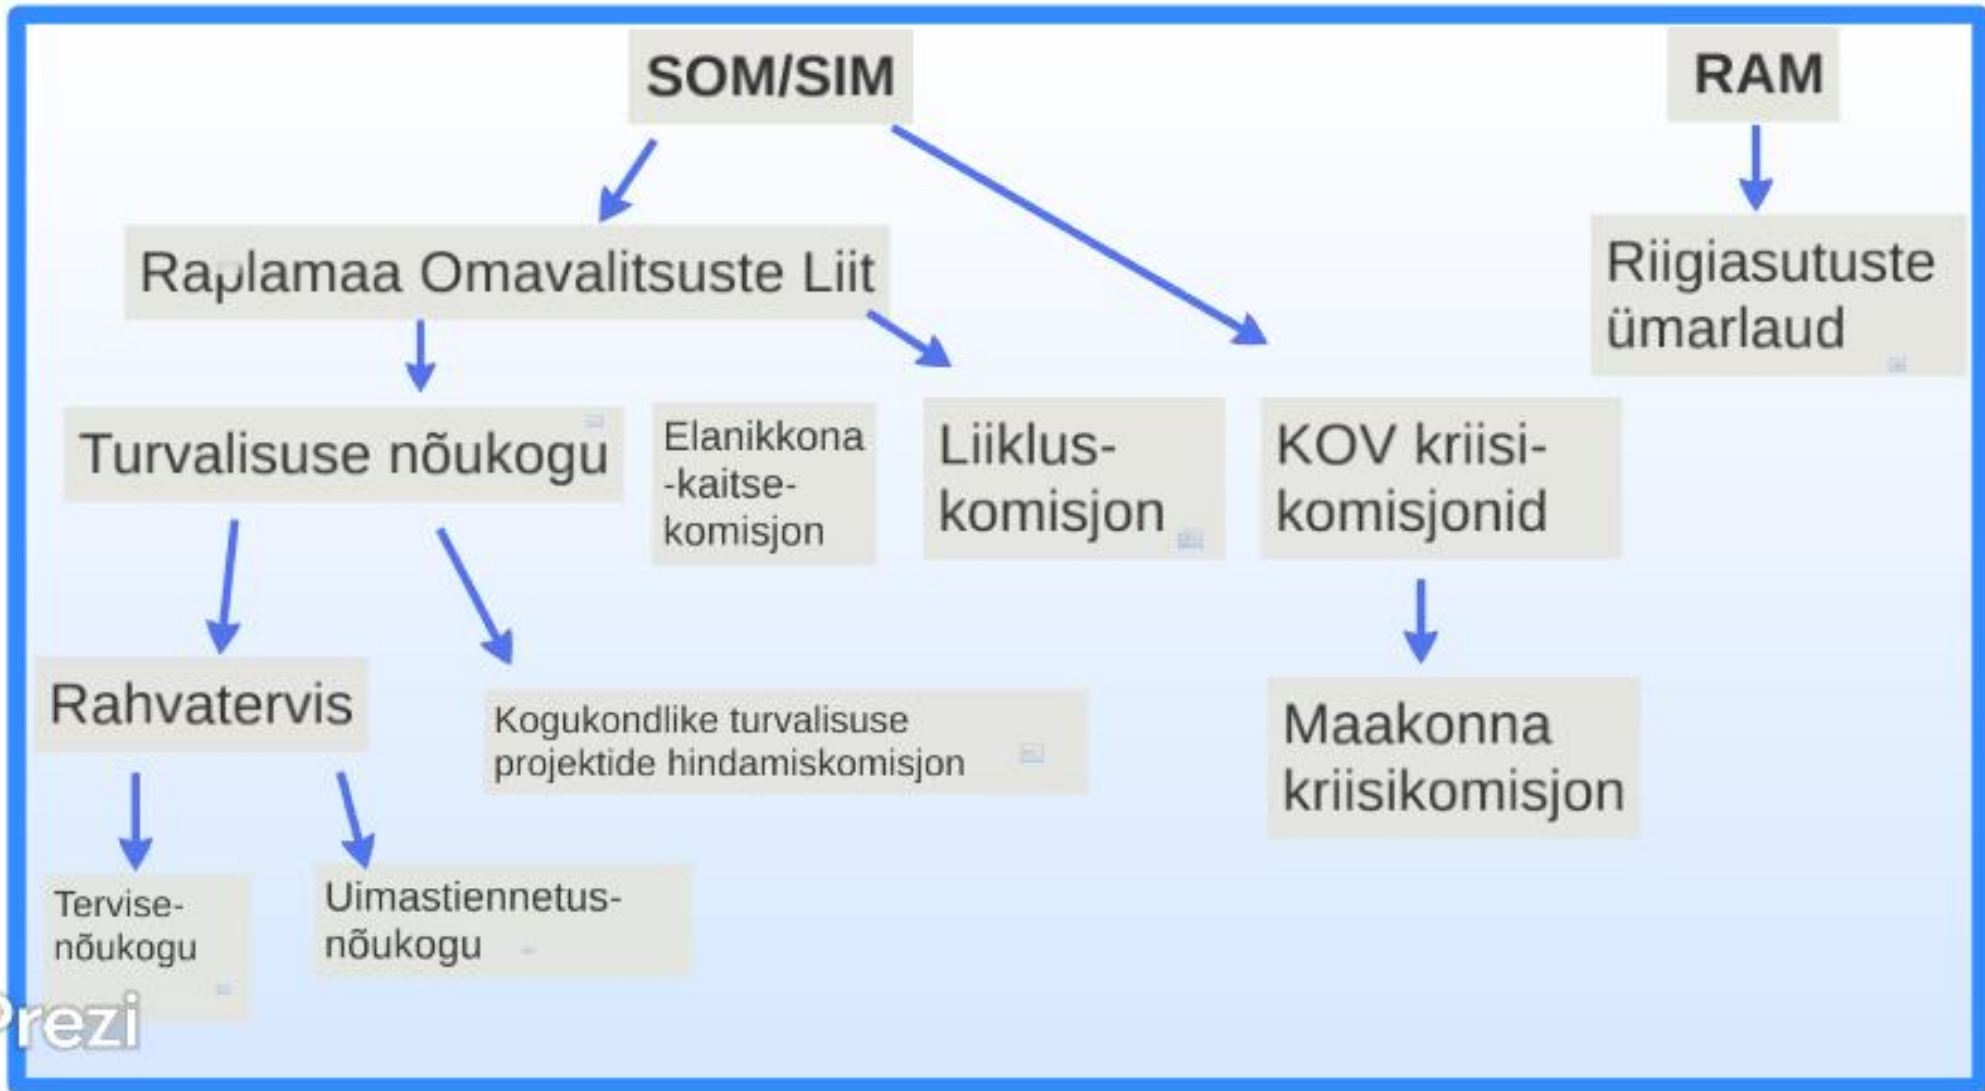 SOM/SIM
RAM
Raplamaa Omavalitsuste Liit
Riigiasutuste
ümarlaud
Turvalisuse nõukogu
Elanikkona
-kaitse-
komisjon
Liiklus-
komisjon
KOV kriisi-
komisjonid
Rahvatervis
Kogukondlike turvalisuse
projektide hindamiskomisjon
Maakonna
kriisikomisjon
Tervise-
nõukogu
Uimastiennetus-
nõukogu
Prezi